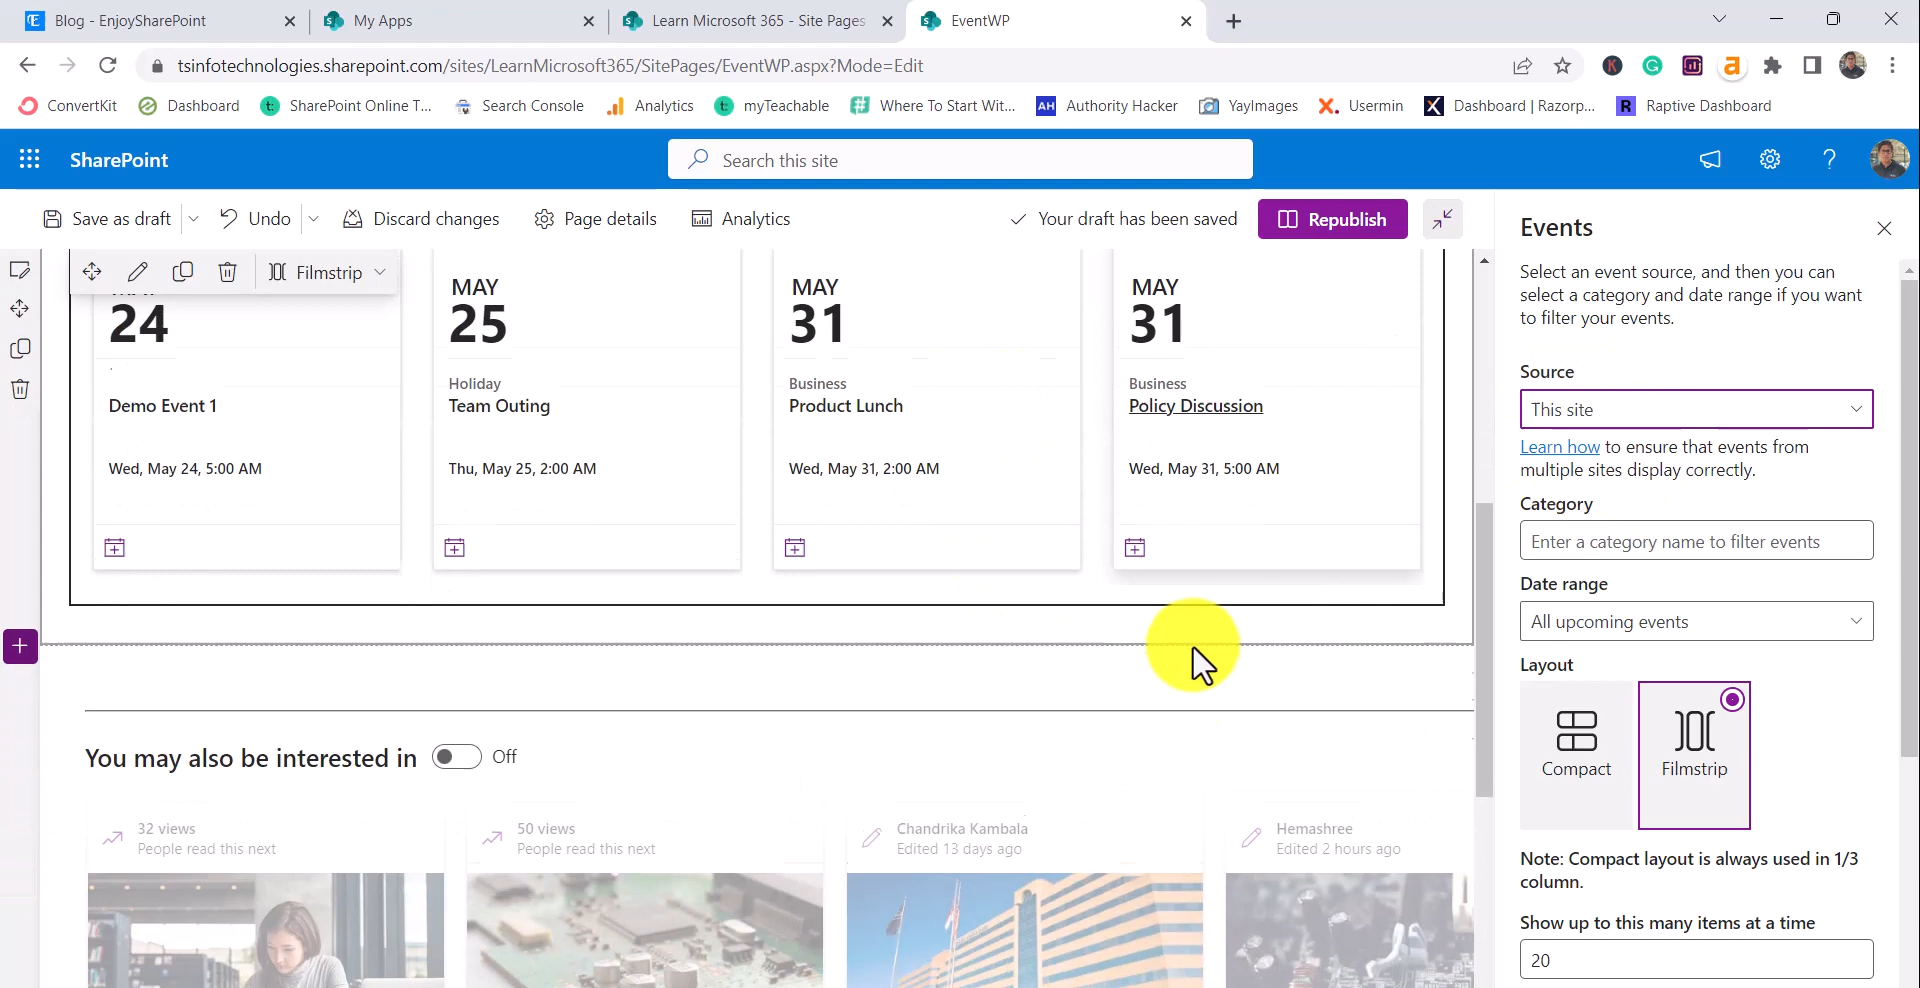 Blog - EnjoySharePoint
My Apps
Learn Microsoft 365 - Site Pages
EventWP
tsinfotechnologies.sharepoint.com/sites/LearnMicrosoft365/SitePages/EventWP.aspx?Mode=Edit
ConvertKit
Dashboard
SharePoint Online T...
Search Console
Analytics
myTeachable
Where To Start Wit...
AH
Authority Hacker
YayImages
Usermin
Dashboard | Razorp...
Raptive Dashboard
SharePoint
Search this site
Save as draft
Undo
Discard changes
Page details
Analytics
Your draft has been saved
Republish
Filmstrip
24
Demo Event 1
Wed, May 24, 5:00 AM
MAY
25
Holiday
Team Outing
Thu, May 25, 2:00 AM
MAY
31
Business
Product Lunch
Wed, May 31, 2:00 AM
MAY
31
Business
Policy Discussion
Wed, May 31, 5:00 AM
You may also be interested in
Off
32 views
People read this next
50 views
People read this next
Chandrika Kambala
Edited 13 days ago
Hemashree
Edited 2 hours ago
Events
Select an event source, and then you can
select a category and date range if you want
to filter your events.
Source
This site
Learn how to ensure that events from
multiple sites display correctly.
Category
Enter a category name to filter events
Date range
All upcoming events
Layout
Compact
Filmstrip
Note: Compact layout is always used in 1/3
column.
Show up to this many items at a time
20